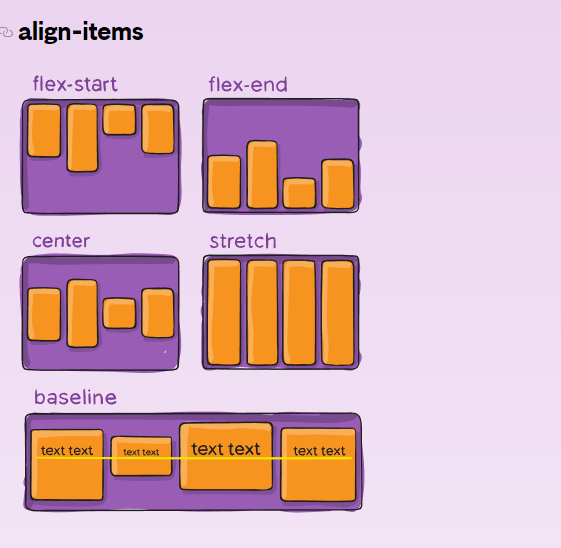 align-items
flex-start
flex-end
center
stretch
baseline
text text
text text
text text
text text